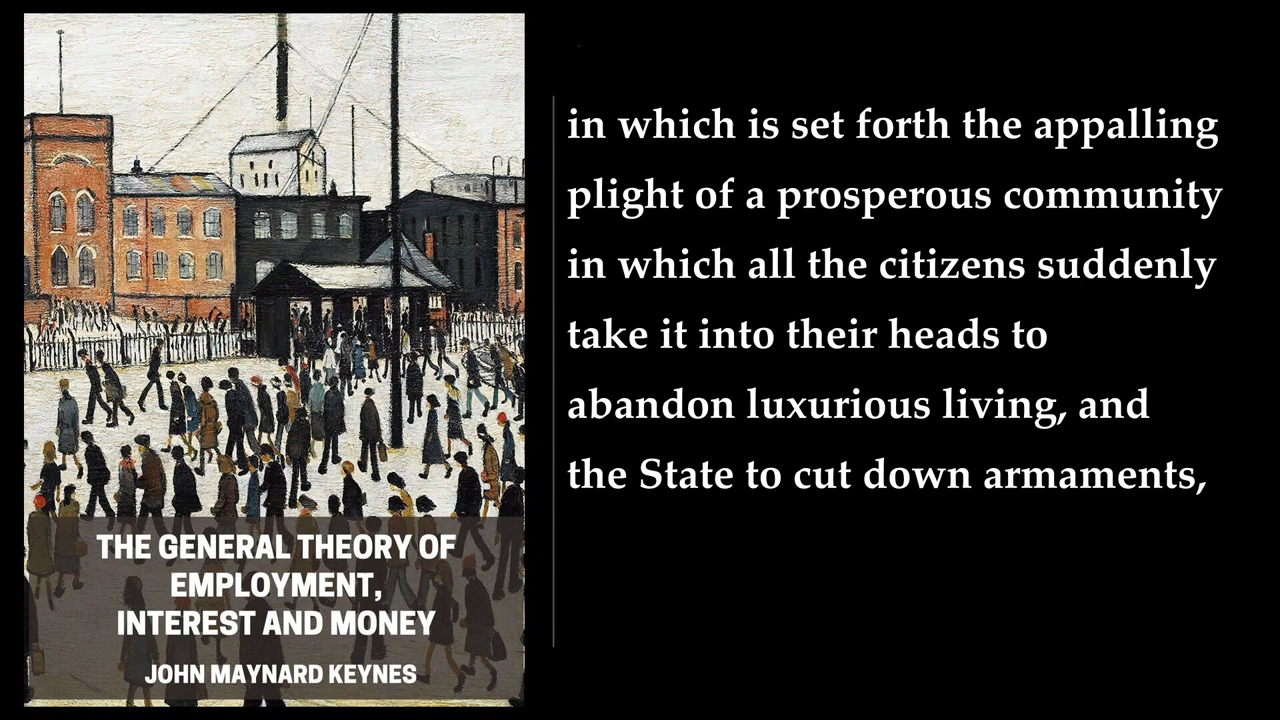 in which is set forth the appalling
plight of a prosperous community
in which all the citizens suddenly
take it into their heads to
abandon luxurious living, and
the State to cut down armaments,
THE GENERAL THEORY OF
EMPLOYMENT,
INTEREST AND MONEY
JOHN MAYNARD KEYNES